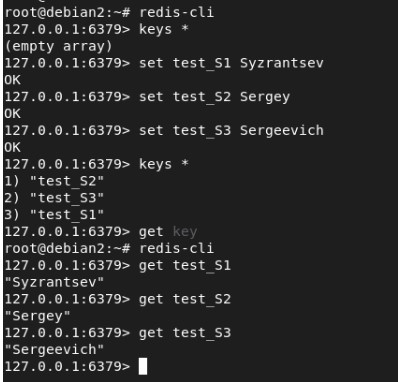 root@debian2:~# redis-cli
127.0.0.1:6379> keys *
(empty array)
127.0.0.1:6379> set test_S1 Syzrantsev
OK
127.0.0.1:6379> set test_S2 Sergey
OK
127.0.0.1:6379> set test_S3 Sergeevich
OK
127.0.0.1:6379> keys *
1) "test_S2"
2) "test_S3"
3) "test_S1"
127.0.0.1:6379> get key
root@debian2:~# redis-cli
127.0.0.1:6379> get test_S1
"Syzrantsev"
127.0.0.1:6379> get test_S2
"Sergey"
127.0.0.1:6379> get test_S3
"Sergeevich"
127.0.0.1:6379>